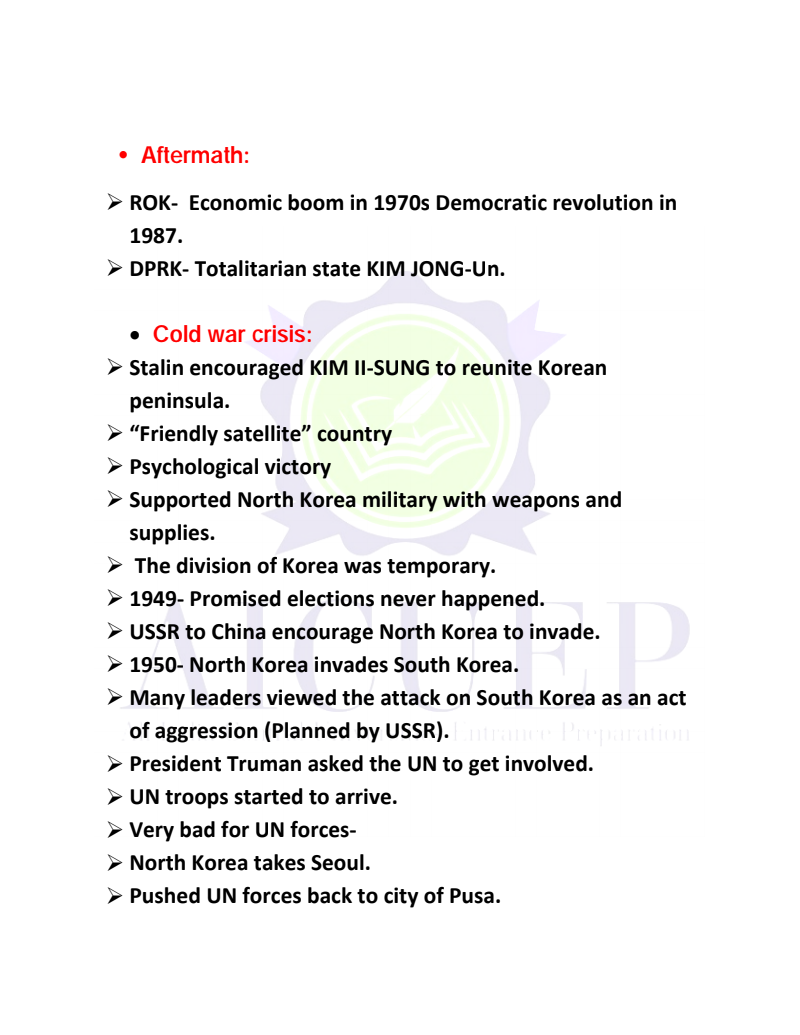 • Aftermath:
➢ ROK-  Economic boom in 1970s Democratic revolution in
1987.
➢ DPRK- Totalitarian state KIM JONG-Un.
• Cold war crisis:
➢ Stalin encouraged KIM II-SUNG to reunite Korean
peninsula.
➢ “Friendly satellite” country
➢ Psychological victory
➢ Supported North Korea military with weapons and
supplies.
➢  The division of Korea was temporary.
➢ 1949- Promised elections never happened.
➢ USSR to China encourage North Korea to invade.
➢ 1950- North Korea invades South Korea.
➢ Many leaders viewed the attack on South Korea as an act
of aggression (Planned by USSR).
➢ President Truman asked the UN to get involved.
➢ UN troops started to arrive.
➢ Very bad for UN forces-
➢ North Korea takes Seoul.
➢ Pushed UN forces back to city of Pusa.
AICUEP
Entrance Preparation